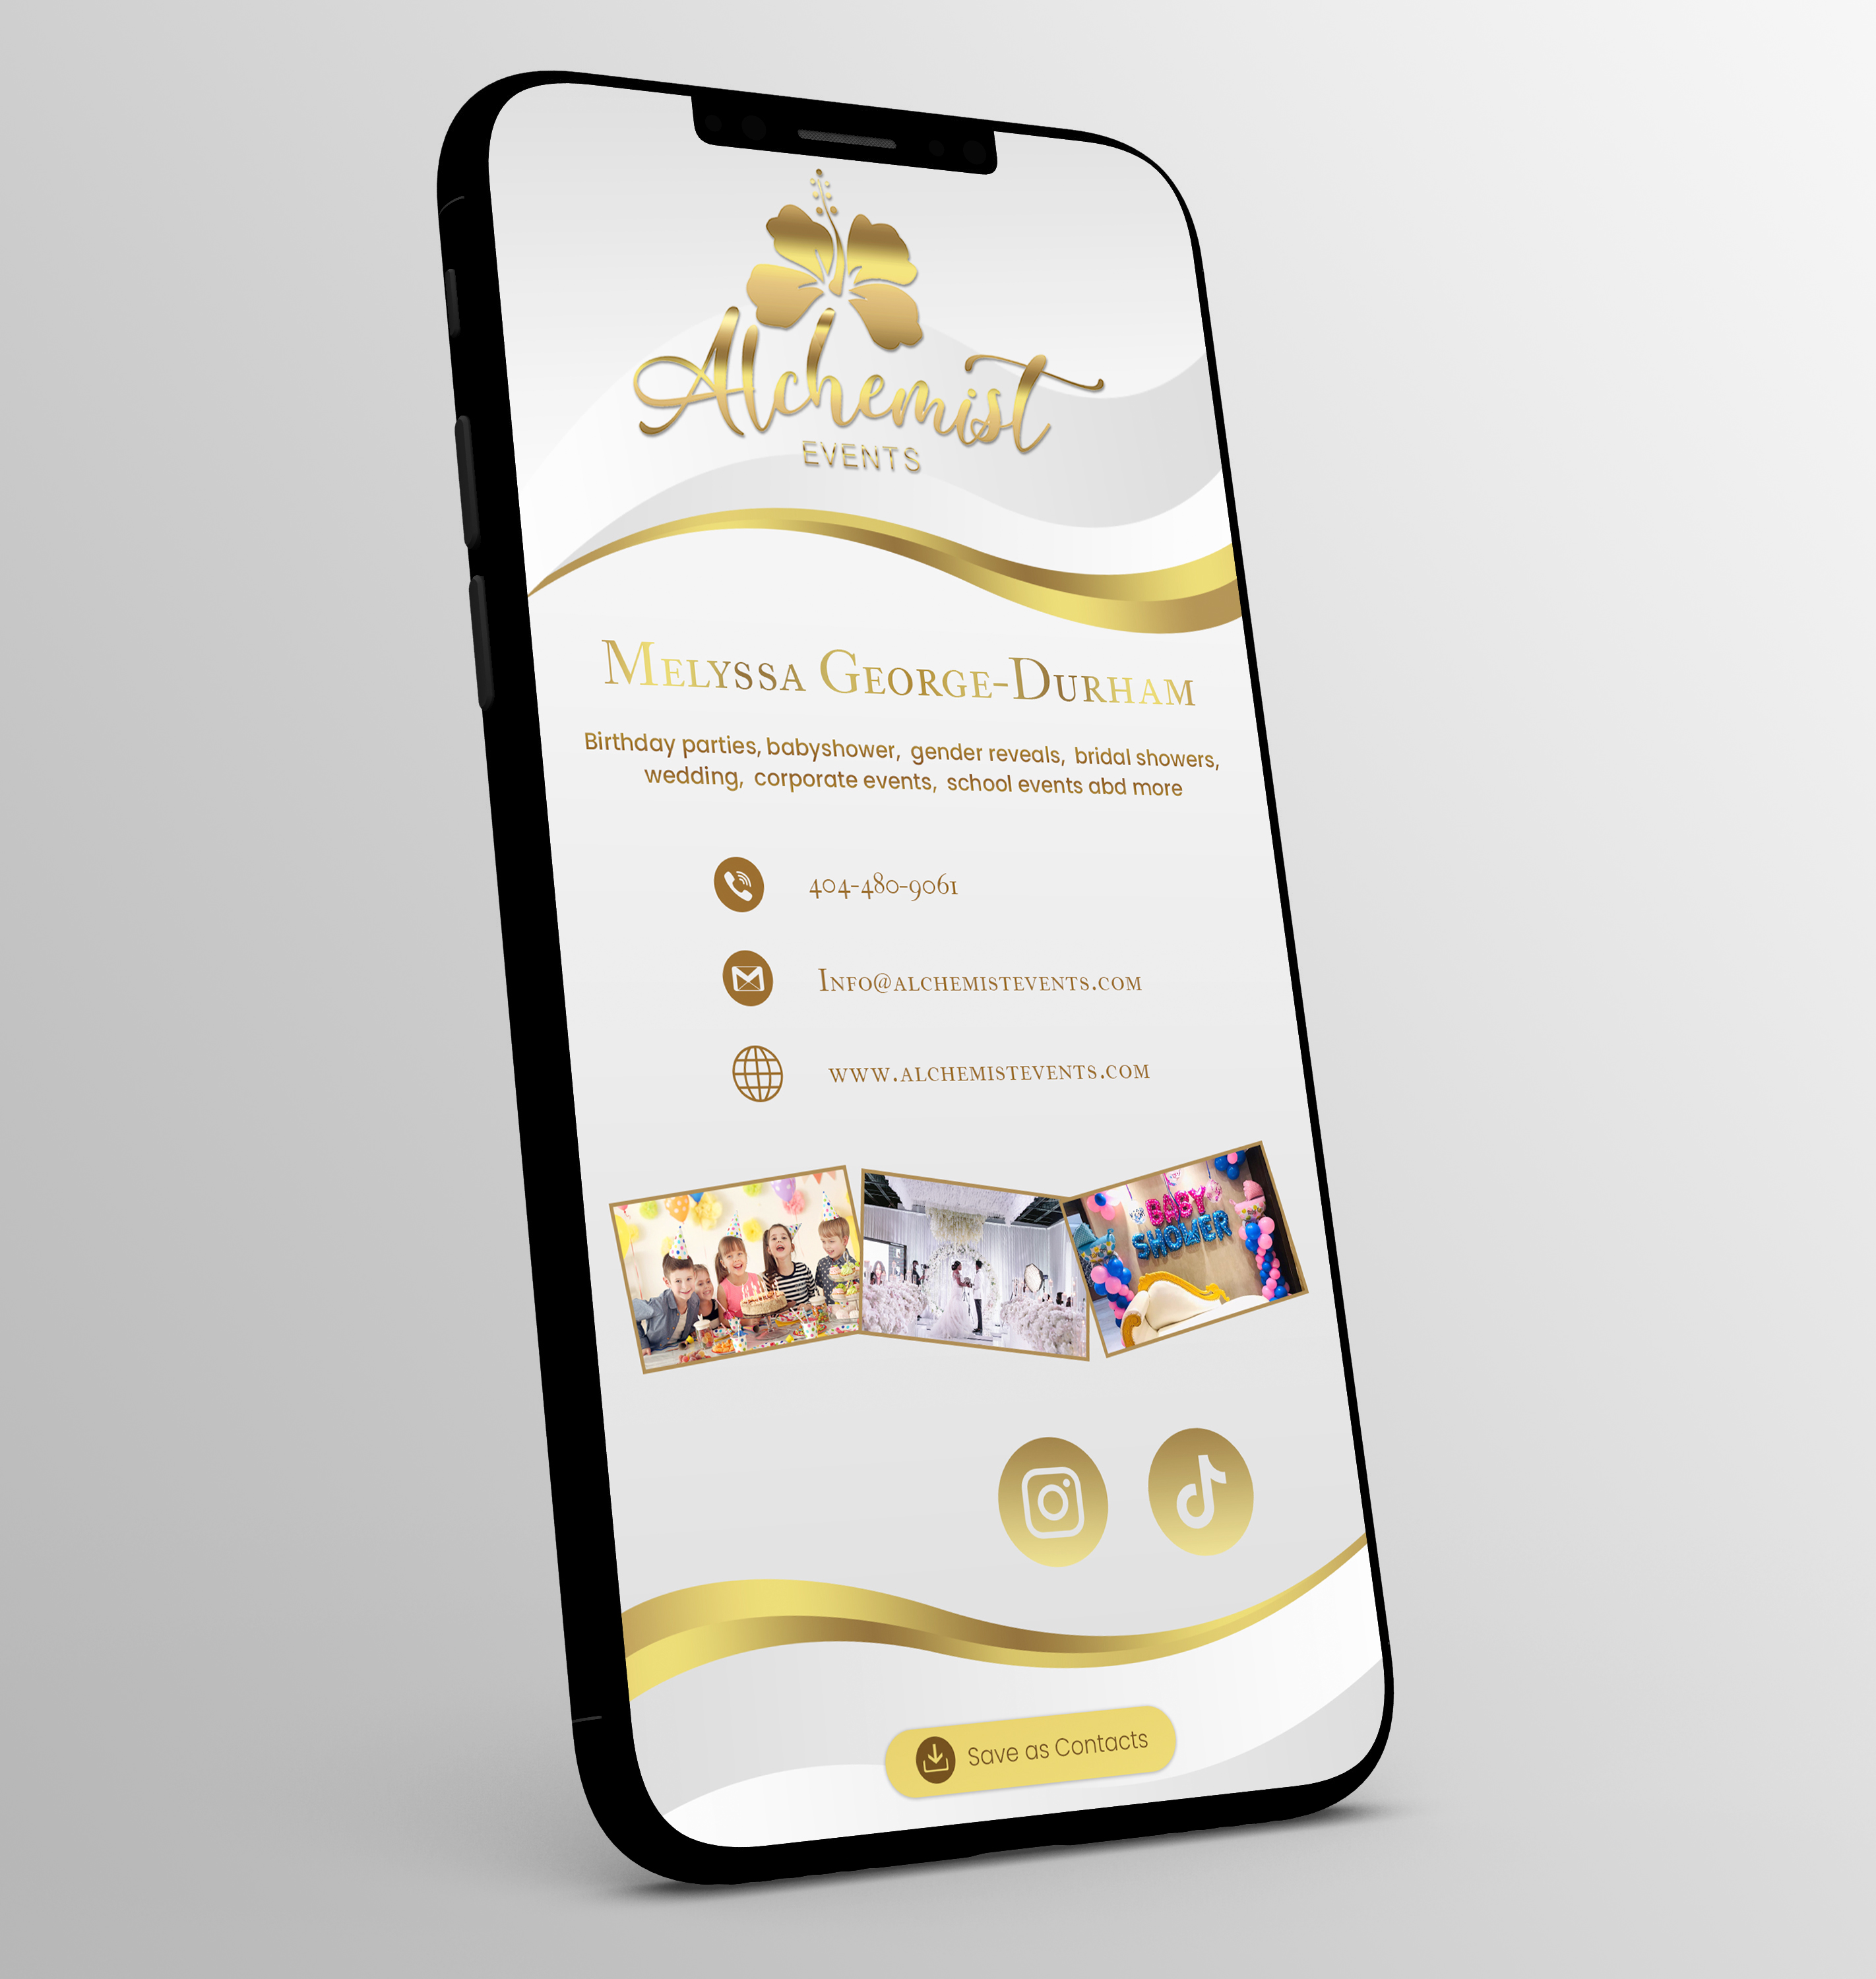 Alchemist
EVENTS
Melyssa George-Durham
Birthday parties, babyshower, gender reveals, bridal showers,
wedding, corporate events, school events abd more
404-480-9061
Info@alchemistevents.com
www.alchemistevents.com
BABY
SHOWER
Save as Contacts